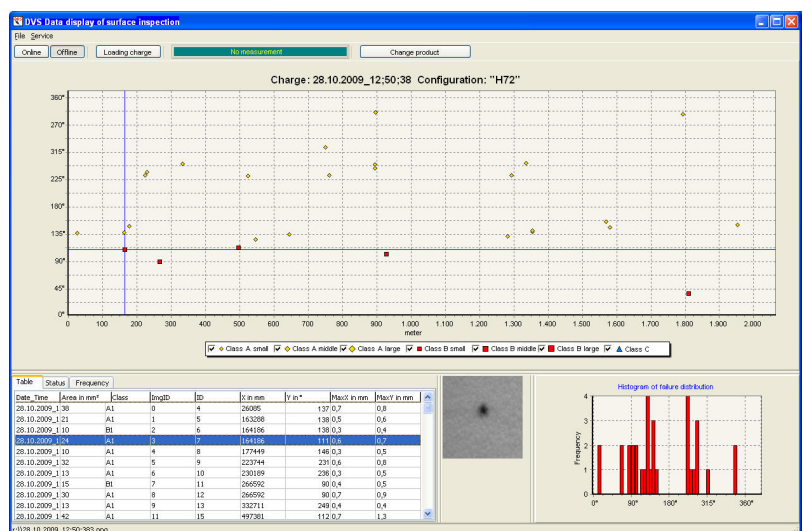 DVS Data display of surface inspection
File Service
Online Offline Loading charge No measurement Change product
Charge: 28.10.2009_12;50;38 Configuration: "H72"
360°
270°
315°
225°
180°
135°
90°
45°
0°
0 100 200 300 400 500 600 700 800 900 1.000 1.100 1.200 1.300 1.400 1.500 1.600 1.700 1.800 1.900 2.000
meter
Class A small Class A middle Class A large Class B small Class B middle Class B large Class C
Table Status Frequency
Date_Time Area in mm² Class ImgID ID X in mm Y in ° MaxX in mm MaxY in mm
28.10.2009_1 38 A1 0 4 26085 137 0,7 0,8
28.10.2009_1 21 A1 1 5 163288 138 0,5 0,6
28.10.2009_1 10 B1 2 6 164186 138 0,3 0,4
28.10.2009_1 24 A1 3 7 164186 111 0,6 0,7
28.10.2009_1 10 A1 4 8 177449 146 0,3 0,5
28.10.2009_1 32 A1 5 9 223744 231 0,6 0,8
28.10.2009_1 13 A1 6 10 230189 236 0,3 0,5
28.10.2009_1 15 B1 7 11 266592 90 0,4 0,5
28.10.2009_1 30 A1 8 12 266592 90 0,7 0,9
28.10.2009_1 13 A1 9 13 332711 249 0,4 0,4
28.10.2009_1 42 A1 11 15 497381 112 0,7 1,3
Histogram of failure distribution
Frequency
4
3
2
1
0
0° 90° 180° 270° 360°